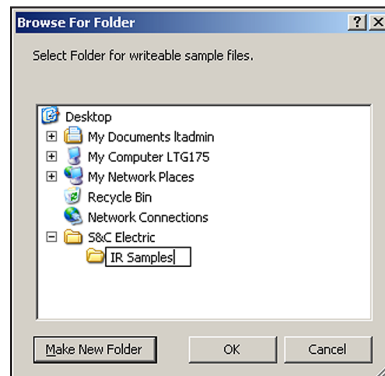 Browse For Folder
Select Folder for writeable sample files.
Desktop
My Documents ltadmin
My Computer LTG175
My Network Places
Recycle Bin
Network Connections
S&C Electric
IR Samples
Make New Folder
OK
Cancel